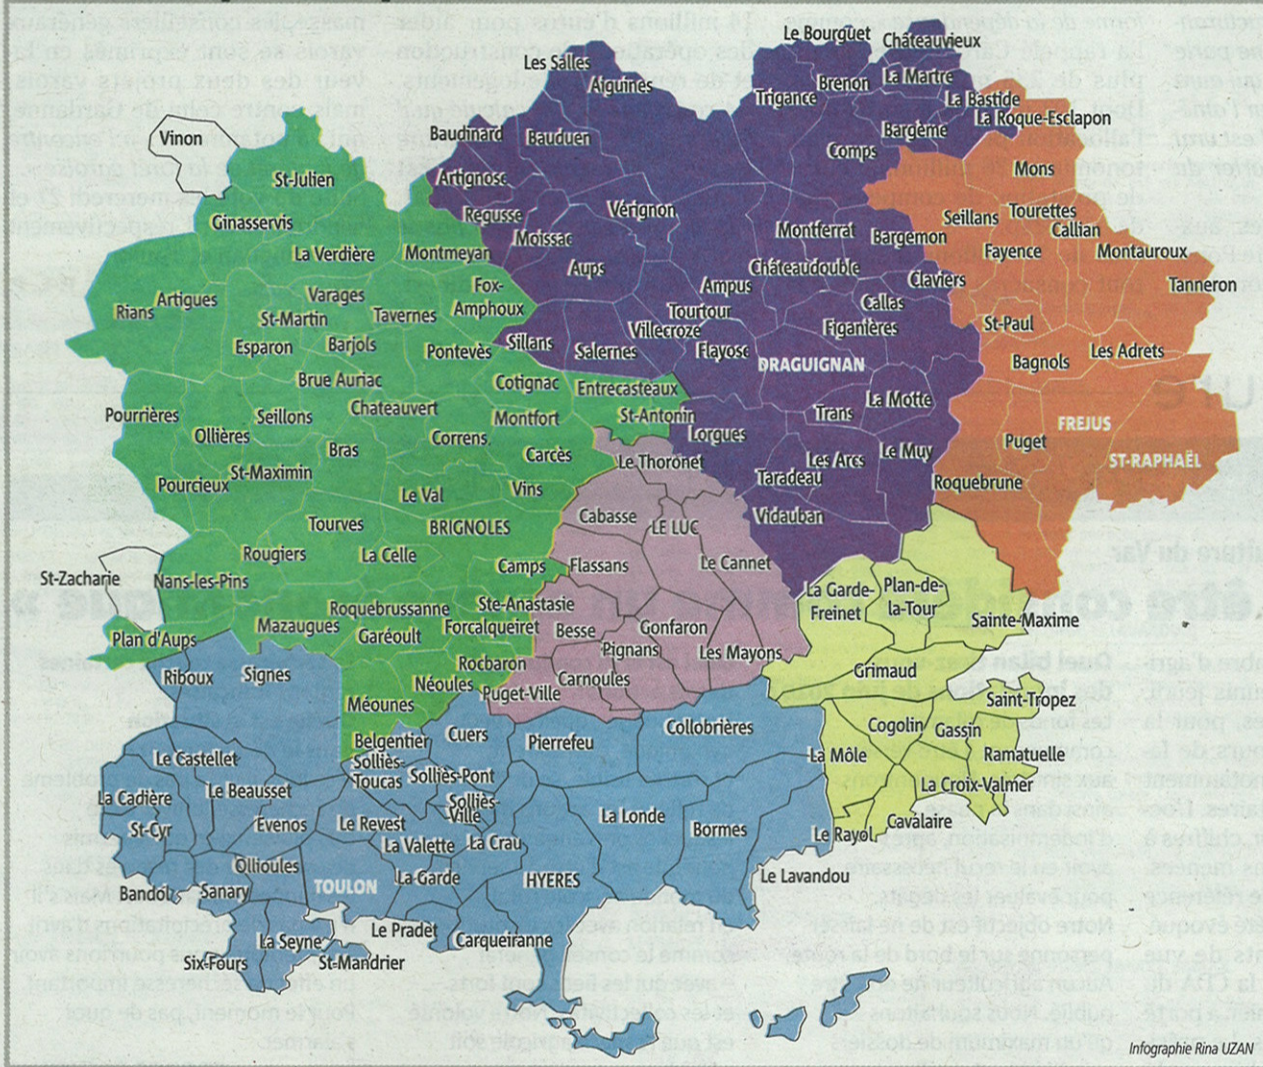 Le Bourguet
Châteauvieux
Les Salles
Aiguines
Brenon
La Martre
Trigance
La Bastide
La Roque-Esclapon
Vinon
Baudinard
Bauduen
Bargème
Comps
St-Julien
Artignosc
Mons
Ginasservis
Regusse
Vérignon
Seillans
Tourettes
Callian
Moissac
Montferrat
Bargemon
Fayence
Montauroux
La Verdière
Montmeyan
Aups
Châteaudouble
Claviers
Tanneron
Fox-
Amphoux
Ampus
Artigues
Varages
Callas
Rians
St-Martin
Tavernes
Tourtour
Villecroze
Figanières
St-Paul
Esparon
Barjols
Pontevès
Sillans
Salernes
Flayosc
DRAGUIGNAN
Bagnols
Les Adrets
Brue Auriac
Cotignac
Entrecasteaux
Pourrières
Seillons
Chateauvert
Montfort
St-Antonin
Trans
La Motte
FREJUS
Ollières
Bras
Correns
Lorgues
Puget
Carcès
Le Thoronet
Les Arcs
Le Muy
ST-RAPHAËL
Pourcieux
St-Maximin
Taradeau
Roquebrune
Le Val
Vins
Tourves
BRIGNOLES
Cabasse
LE LUC
Vidauban
Rougiers
La Celle
Camps
Flassans
Le Cannet
St-Zacharie
Nans-les-Pins
La Garde-
Freinet
Plan-de-
la-Tour
Roquebrussanne
Ste-Anastasie
Sainte-Maxime
Plan d'Aups
Mazaugues
Garéoult
Forcalqueiret
Besse
Gonfaron
Riboux
Signes
Rocbaron
Pignans
Les Mayons
Néoules
Puget-Ville
Carnoules
Grimaud
Méounes
Saint-Tropez
Belgentier
Cuers
Pierrefeu
Collobrières
Cogolin
Gassin
Le Castellet
Solliès-
Toucas
Solliès-Pont
La Môle
Ramatuelle
La Cadière
Le Beausset
Solliès-
Ville
La Croix-Valmer
St-Cyr
Evenos
Le Revest
La Londe
Bormes
Le Rayol
Cavalaire
La Valette
La Crau
Ollioules
La Garde
HYERES
Le Lavandou
Bandol
Sanary
TOULON
La Seyne
Le Pradet
Carqueiranne
Six-Fours
St-Mandrier
Infographie Rina UZAN